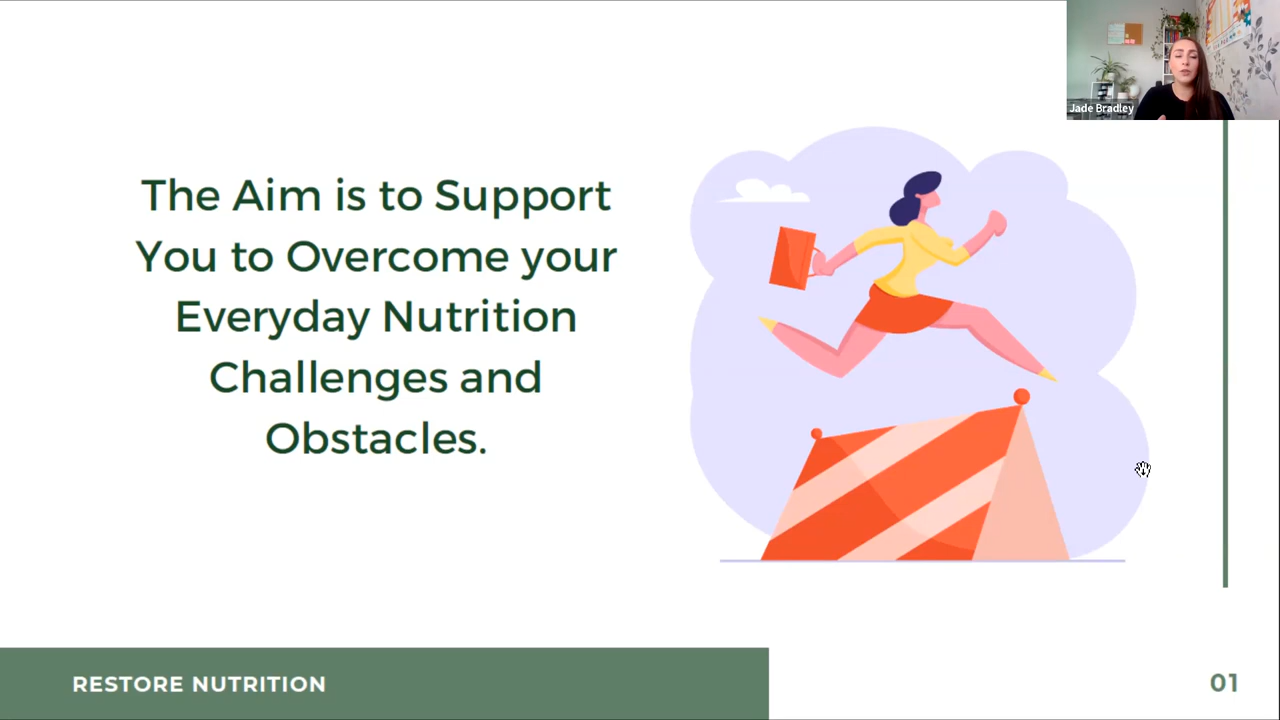 Jade Bradley
The Aim is to Support
You to Overcome your
Everyday Nutrition
Challenges and
Obstacles.
RESTORE NUTRITION
01